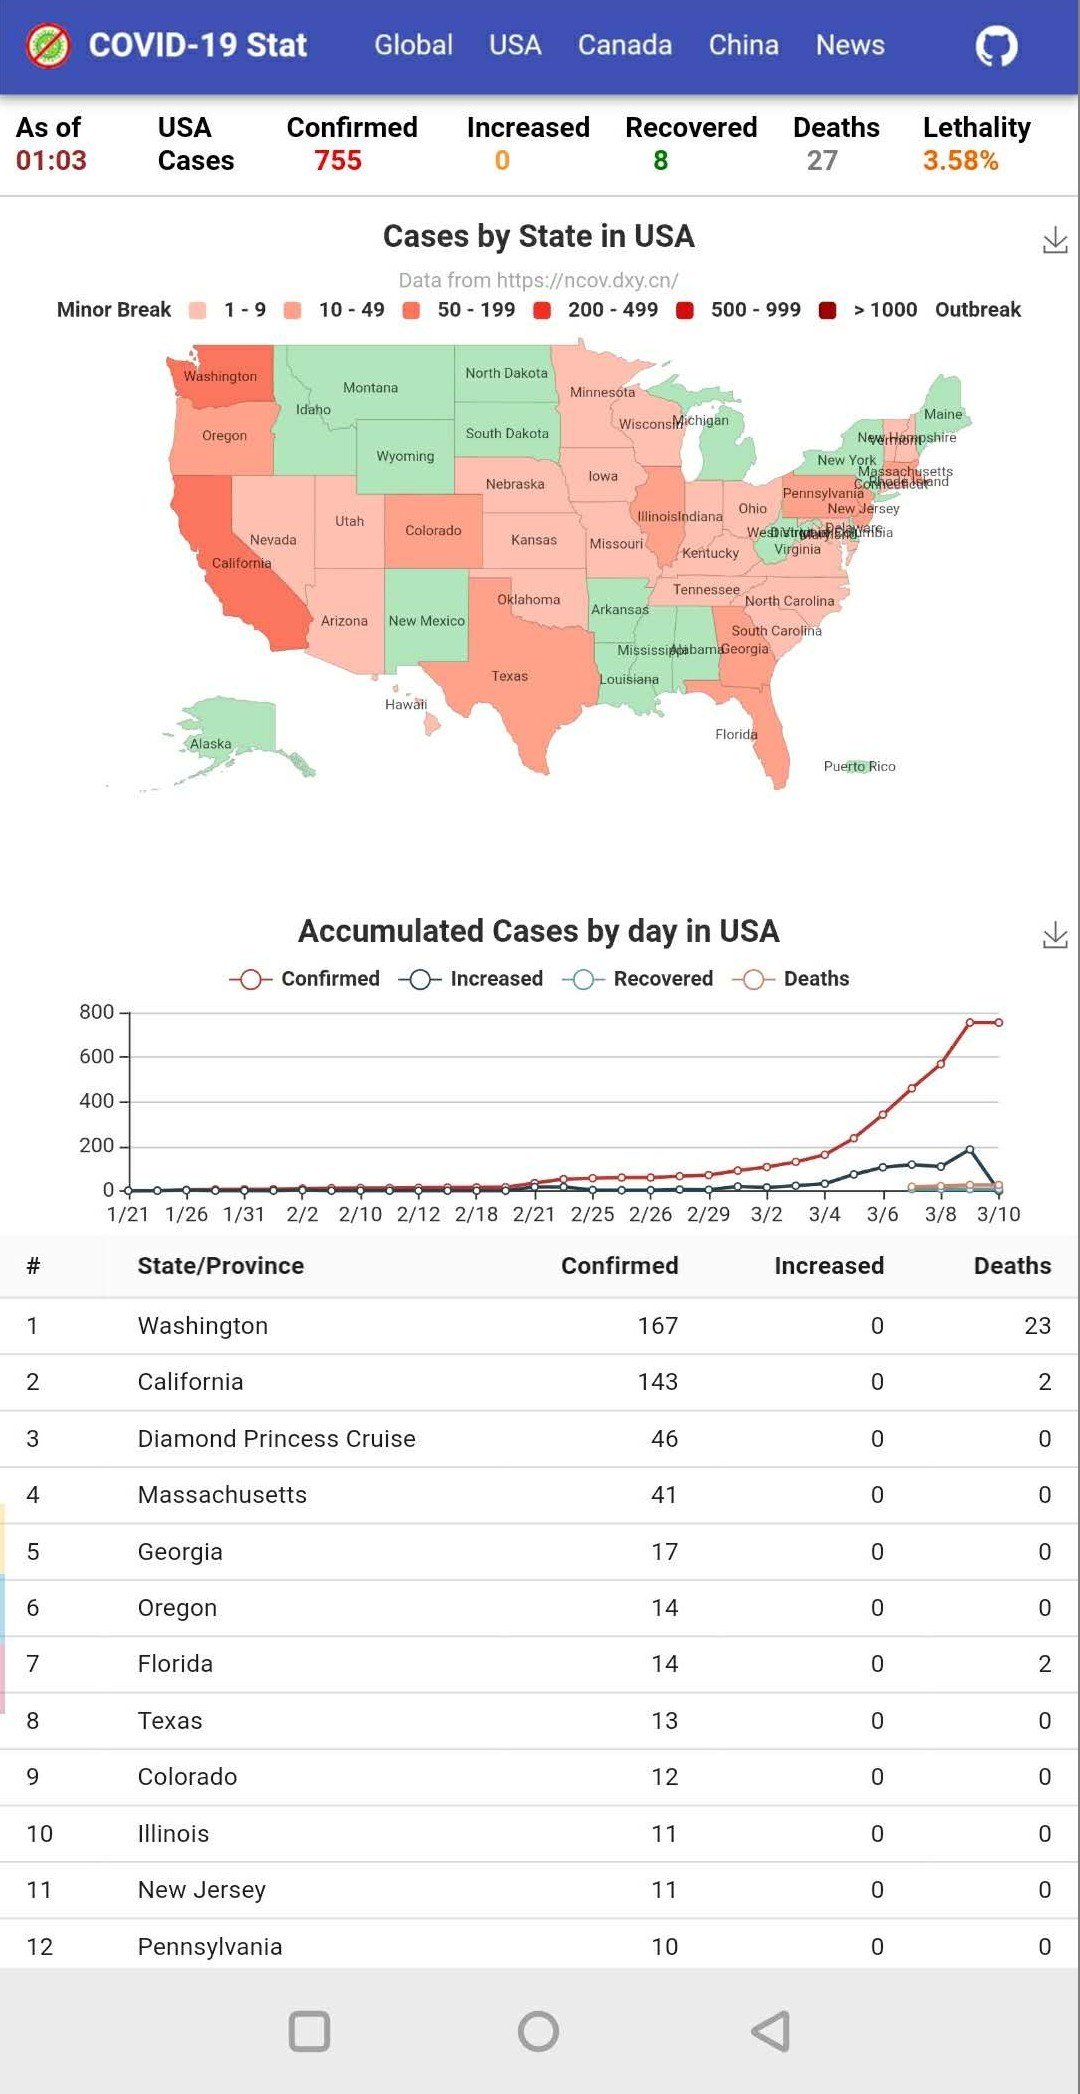 COVID-19 Stat Global USA Canada China News
As of USA Confirmed Increased Recovered Deaths Lethality
01:03 Cases 755 0 8 27 3.58%
Cases by State in USA
Data from https://ncov.dxy.cn/
Minor Break 1 - 9 10 - 49 50 - 199 200 - 499 500 - 999 > 1000 Outbreak
Washington
Montana
North Dakota
Minnesota
Idaho
Maine
Oregon
South Dakota
Wisconsin
Michigan
New Hampshire
Vermont
Wyoming
New York
Massachusetts
Rhode Island
Connecticut
Nebraska
Iowa
Pennsylvania
New Jersey
Utah
Colorado
Illinois
Indiana
Ohio
Delaware
Nevada
Kansas
Missouri
Kentucky
Virginia
California
Oklahoma
Tennessee
North Carolina
Arizona
New Mexico
Arkansas
South Carolina
Mississippi
Alabama
Georgia
Texas
Louisiana
Hawaii
Florida
Alaska
Puerto Rico
Accumulated Cases by day in USA
Confirmed Increased Recovered Deaths
800
600
400
200
0
1/21 1/26 1/31 2/2 2/10 2/12 2/18 2/21 2/25 2/26 2/29 3/2 3/4 3/6 3/8 3/10
# State/Province Confirmed Increased Deaths
1 Washington 167 0 23
2 California 143 0 2
3 Diamond Princess Cruise 46 0 0
4 Massachusetts 41 0 0
5 Georgia 17 0 0
6 Oregon 14 0 0
7 Florida 14 0 2
8 Texas 13 0 0
9 Colorado 12 0 0
10 Illinois 11 0 0
11 New Jersey 11 0 0
12 Pennsylvania 10 0 0